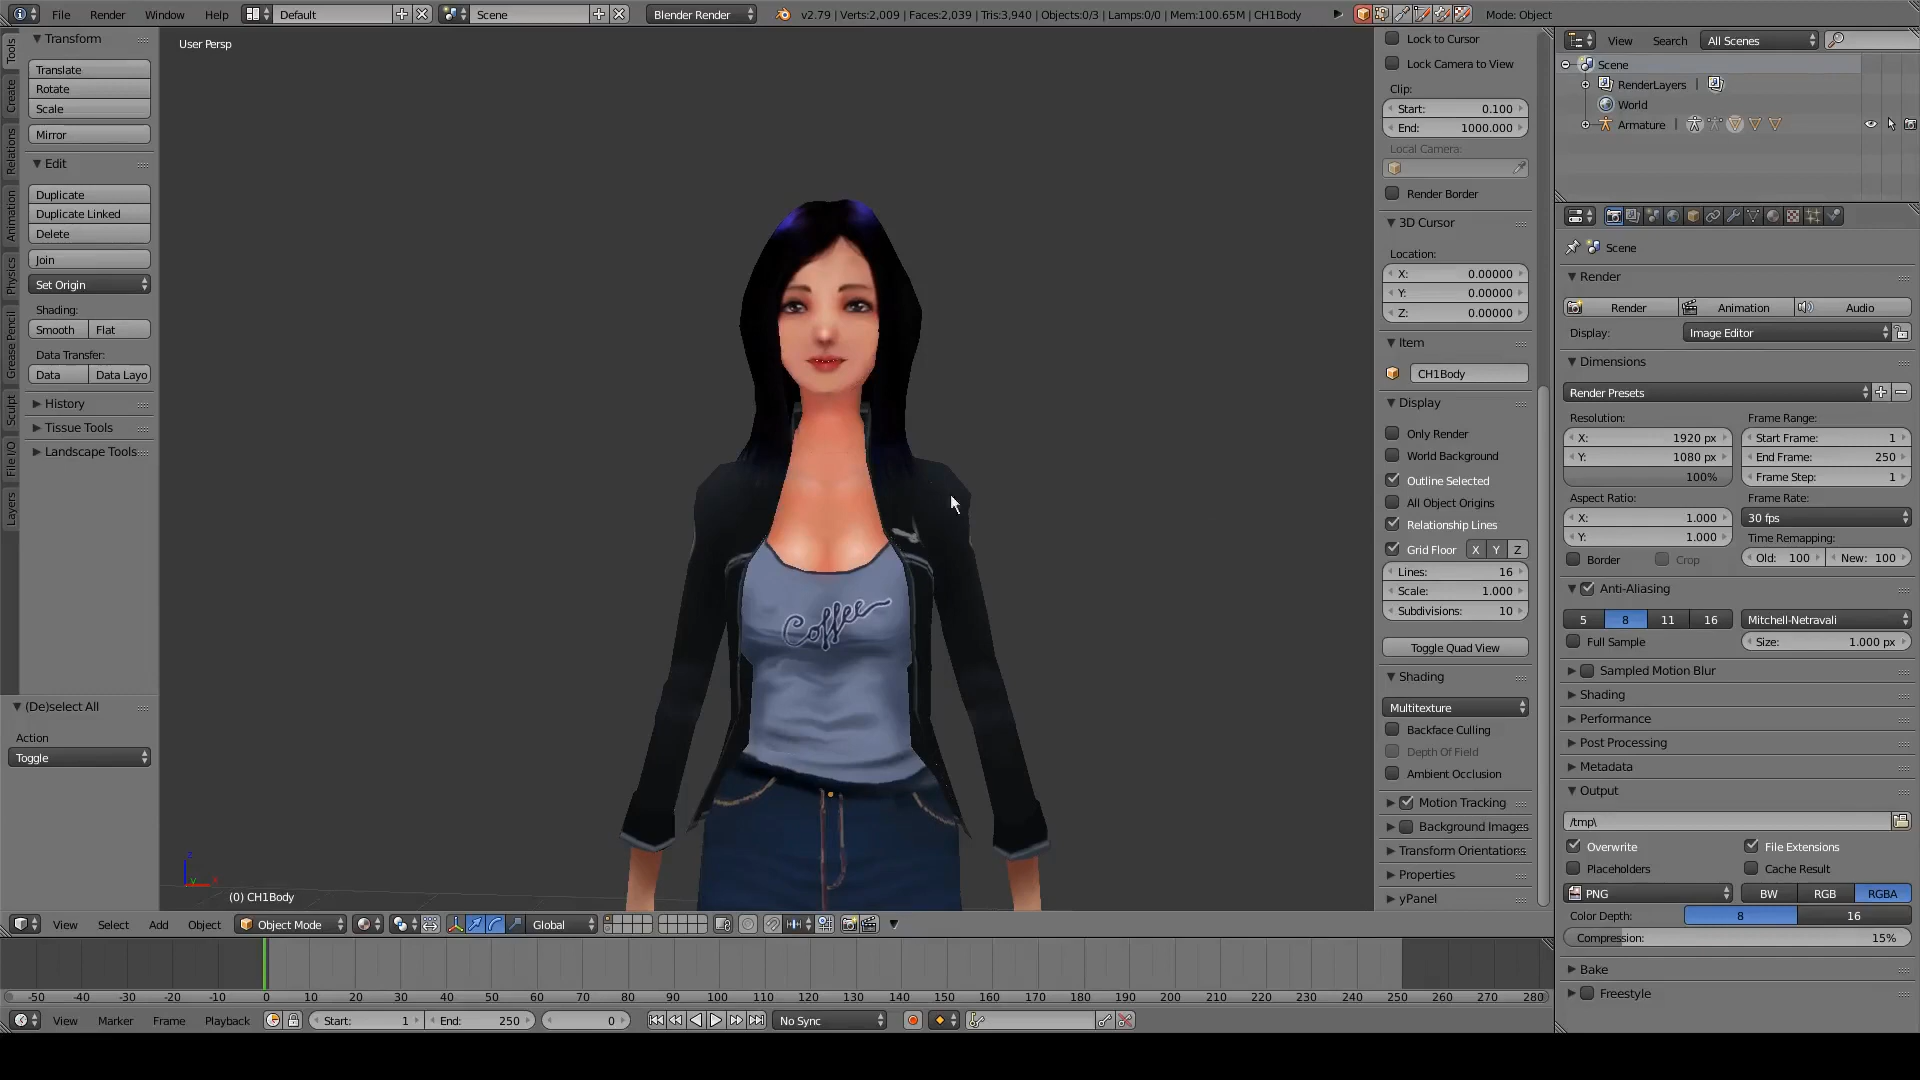 File Render Window Help Default Scene Blender Render v2.79 | Verts:2,009 | Faces:2,039 | Tris:3,940 | Objects:0/3 | Lamps:0/0 | Mem:100.65M | CH1Body Mode: Object
Tools
Create
Relations
Animation
Physics
Grease Pencil
Sculpt
File I/O
Layers
Transform
Translate
Rotate
Scale
Mirror
Edit
Duplicate
Duplicate Linked
Delete
Join
Set Origin
Shading:
Smooth Flat
Data Transfer:
Data Data Layo
History
Tissue Tools
Landscape Tools
(De)select All
Action
Toggle
User Persp
Coffee
(0) CH1Body
Lock to Cursor
Lock Camera to View
Clip:
Start: 0.100
End: 1000.000
Local Camera:
Render Border
3D Cursor
Location:
X: 0.00000
Y: 0.00000
Z: 0.00000
Item
CH1Body
Display
Only Render
World Background
Outline Selected
All Object Origins
Relationship Lines
Grid Floor X Y Z
Lines: 16
Scale: 1.000
Subdivisions: 10
Toggle Quad View
Shading
Multitexture
Backface Culling
Depth Of Field
Ambient Occlusion
Motion Tracking
Background Images
Transform Orientations
Properties
yPanel
View Search All Scenes
Scene
RenderLayers |
World
Armature |
Scene
Render
Render Animation Audio
Display: Image Editor
Dimensions
Render Presets
Resolution: Frame Range:
X: 1920 px Start Frame: 1
Y: 1080 px End Frame: 250
100% Frame Step: 1
Aspect Ratio: Frame Rate:
X: 1.000 30 fps
Y: 1.000 Time Remapping:
Border Crop Old: 100 New: 100
Anti-Aliasing
5 8 11 16 Mitchell-Netravali
Full Sample Size: 1.000 px
Sampled Motion Blur
Shading
Performance
Post Processing
Metadata
Output
/tmp\
Overwrite File Extensions
Placeholders Cache Result
PNG BW RGB RGBA
Color Depth: 8 16
Compression: 15%
Bake
Freestyle
View Select Add Object Object Mode Global
-50 -40 -30 -20 -10 0 10 20 30 40 50 60 70 80 90 100 110 120 130 140 150 160 170 180 190 200 210 220 230 240 250 260 270 280
View Marker Frame Playback Start: 1 End: 250 0 No Sync